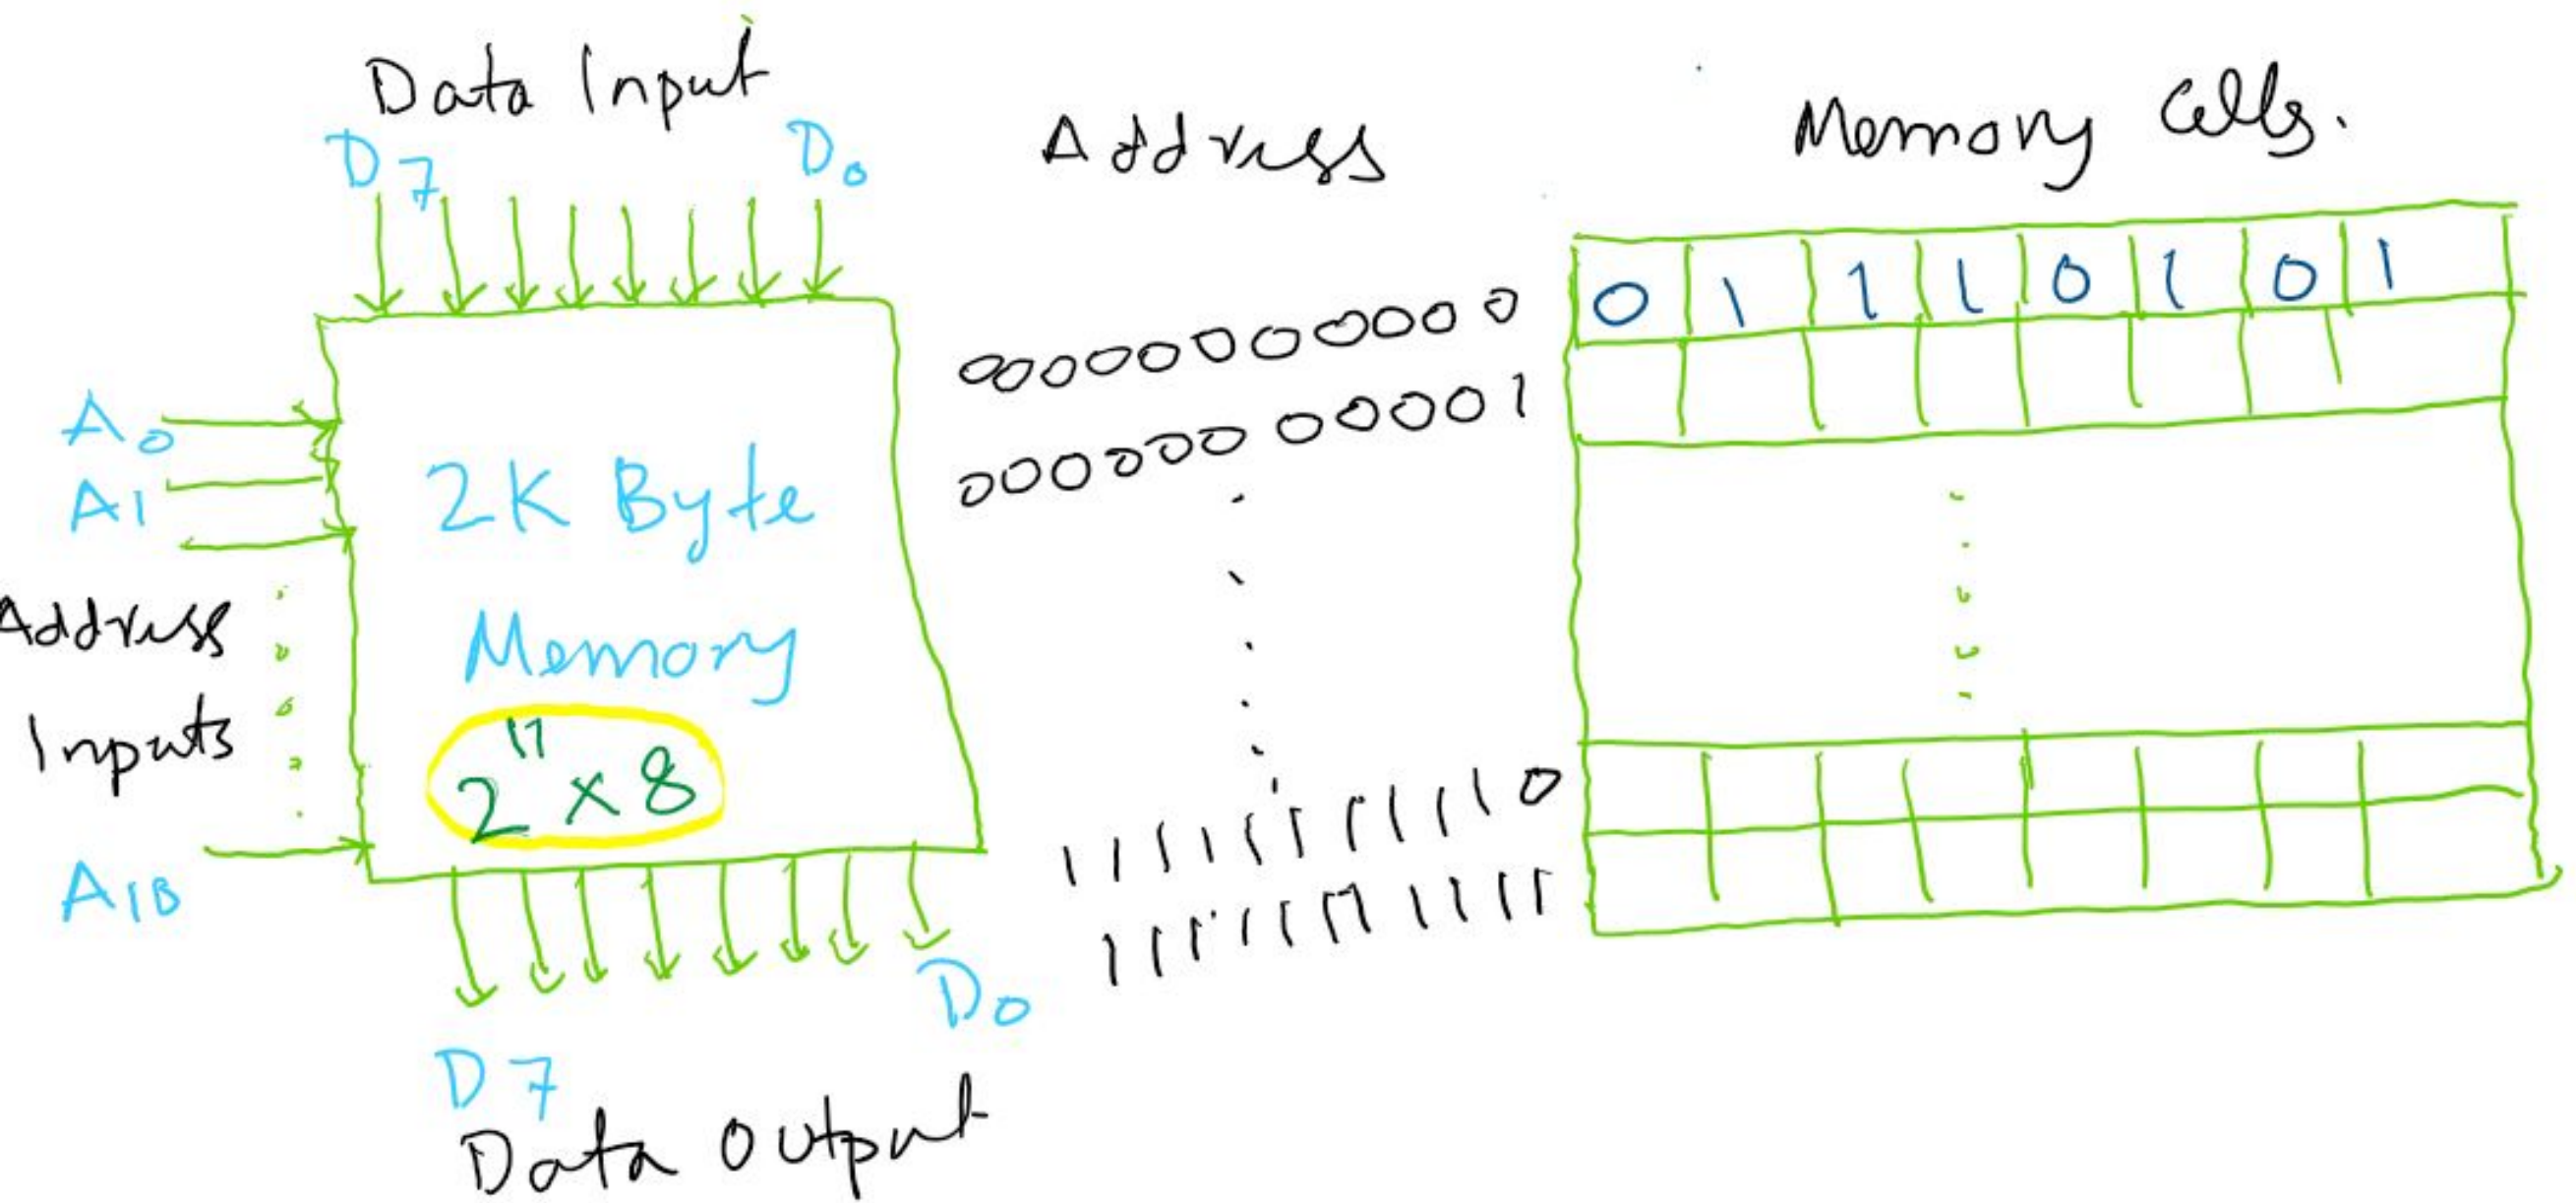 Data Input
D7 D0
Address
Memory Cells.
A0
A1
Address
Inputs
A10
2K Byte
Memory
2^11 x 8
D0
D7
Data Output
00000000000
00000000001
11111111110
11111111111
0 1 1 1 0 1 0 1